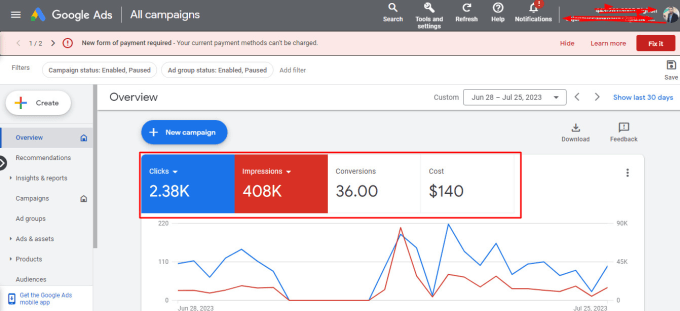 Google Ads
All campaigns
Search
Tools and
settings
Refresh
Help
Notifications
1 / 2
New form of payment required - Your current payment methods can't be charged.
Hide
Learn more
Fix it
Filters
Campaign status: Enabled, Paused
Ad group status: Enabled, Paused
Add filter
Save
Create
Overview
Custom
Jun 28 – Jul 25, 2023
Show last 30 days
Overview
Recommendations
Insights & reports
Campaigns
Ad groups
Ads & assets
Products
Audiences
Get the Google Ads
mobile app
New campaign
Download
Feedback
Clicks
2.38K
Impressions
408K
Conversions
36.00
Cost
$140
220
110
0
90K
45K
0
Jun 28, 2023
Jul 25, 2023